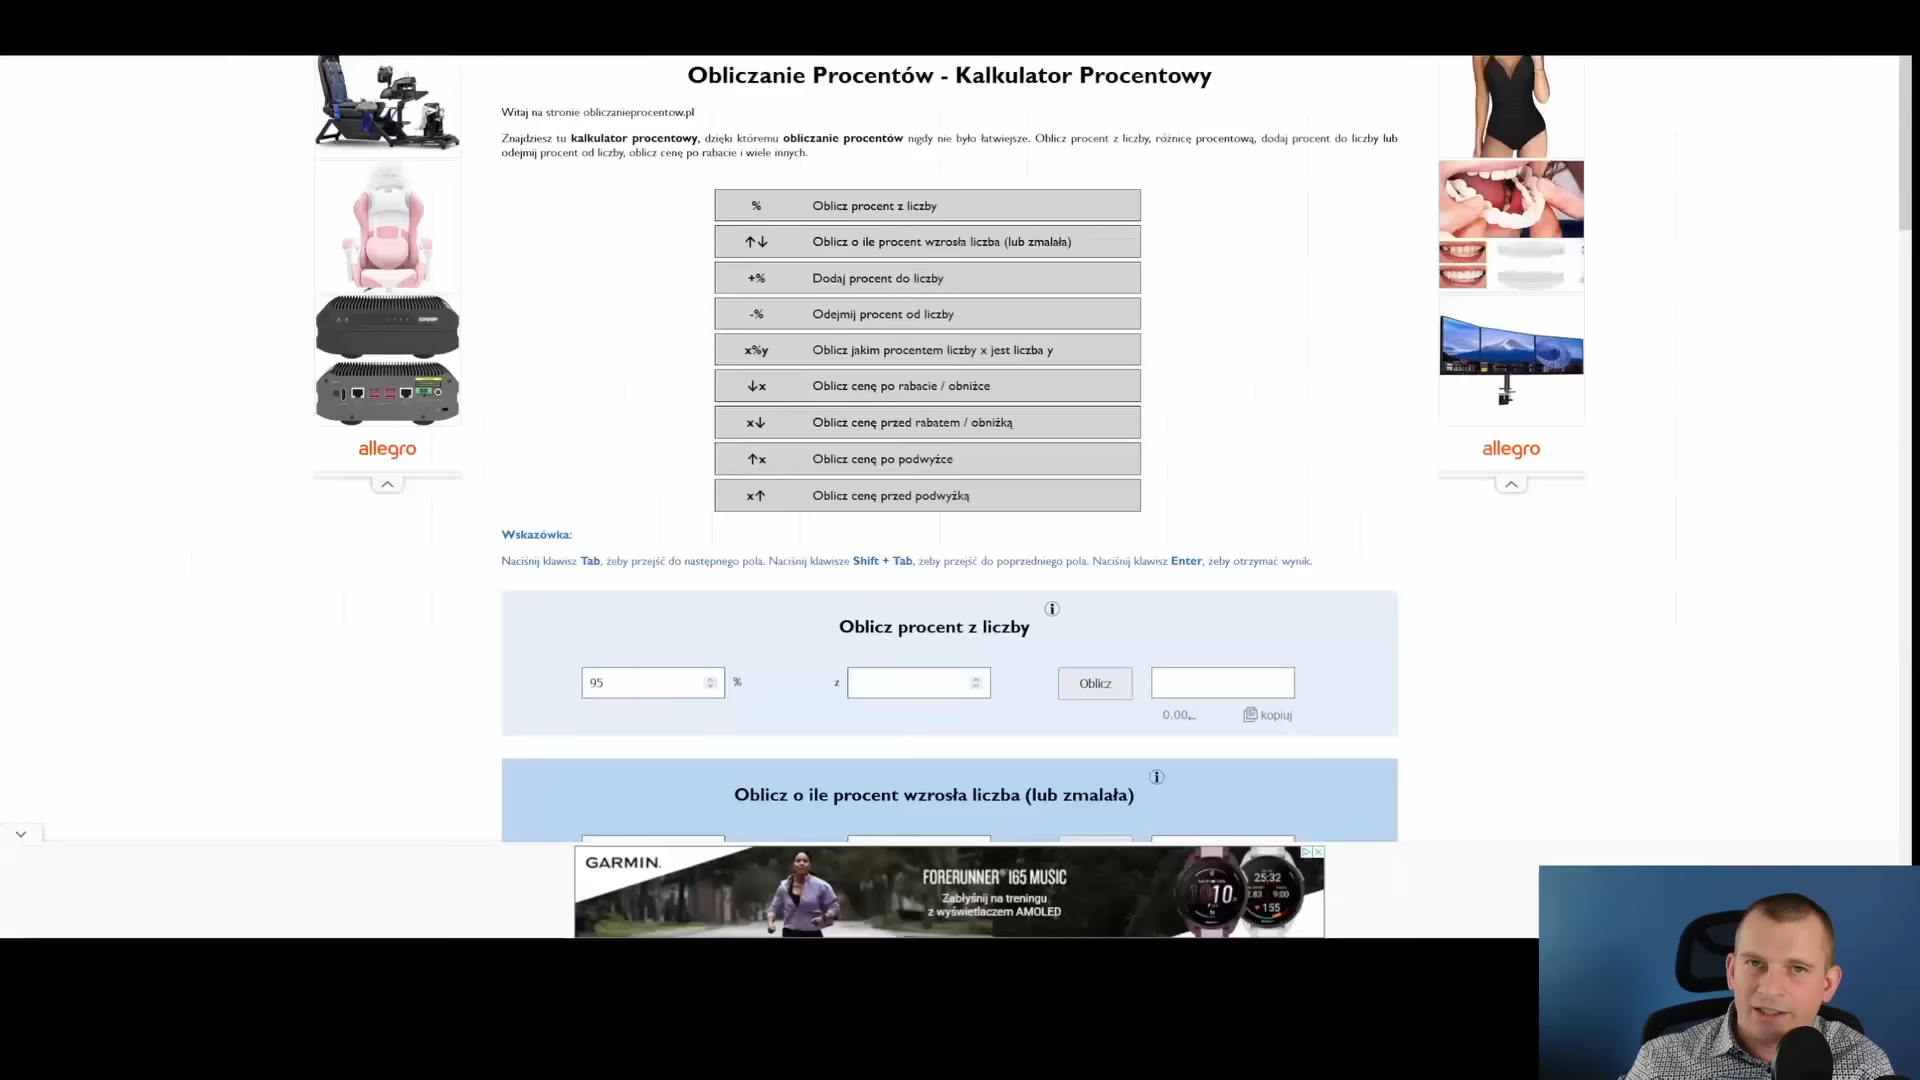 Obliczanie Procentów - Kalkulator Procentowy
Witaj na stronie obliczanieprocentow.pl
Znajdziesz tu kalkulator procentowy, dzięki któremu obliczanie procentów nigdy nie było łatwiejsze. Oblicz procent z liczby, różnicę procentową, dodaj procent do liczby lub
odejmij procent od liczby, oblicz cenę po rabacie i wiele innych.
% Oblicz procent z liczby
↑↓ Oblicz o ile procent wzrosła liczba (lub zmalała)
+% Dodaj procent do liczby
-% Odejmij procent od liczby
x%y Oblicz jakim procentem liczby x jest liczba y
↓x Oblicz cenę po rabacie / obniżce
x↓ Oblicz cenę przed rabatem / obniżką
↑x Oblicz cenę po podwyżce
x↑ Oblicz cenę przed podwyżką
allegro
allegro
Wskazówka:
Naciśnij klawisz Tab, żeby przejść do następnego pola. Naciśnij klawisze Shift + Tab, żeby przejść do poprzedniego pola. Naciśnij klawisz Enter, żeby otrzymać wynik.
Oblicz procent z liczby
95 % z Oblicz
0.00 kopiuj
Oblicz o ile procent wzrosła liczba (lub zmalała)
GARMIN.
FORERUNNER® 165 MUSIC
Zabłyśnij na treningu
z wyświetlaczem AMOLED
10:10
25:32
9:00
155